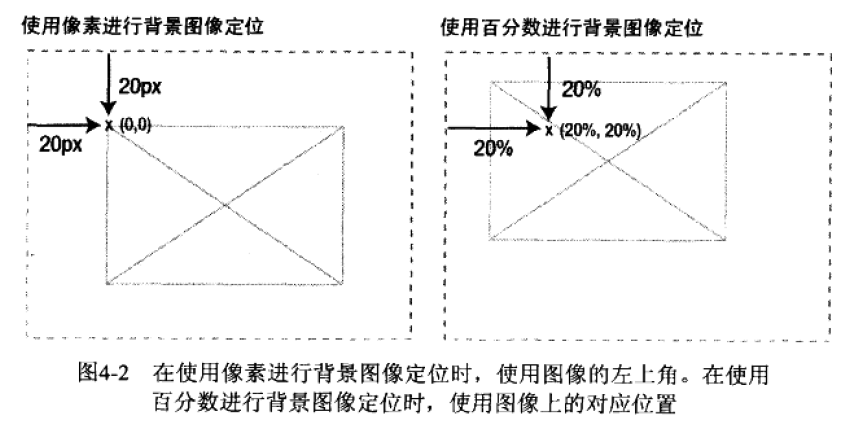 使用像素进行背景图像定位
使用百分数进行背景图像定位
20px
20px
x (0,0)
20%
20%
x (20%, 20%)
图4-2 在使用像素进行背景图像定位时，使用图像的左上角。在使用
百分数进行背景图像定位时，使用图像上的对应位置